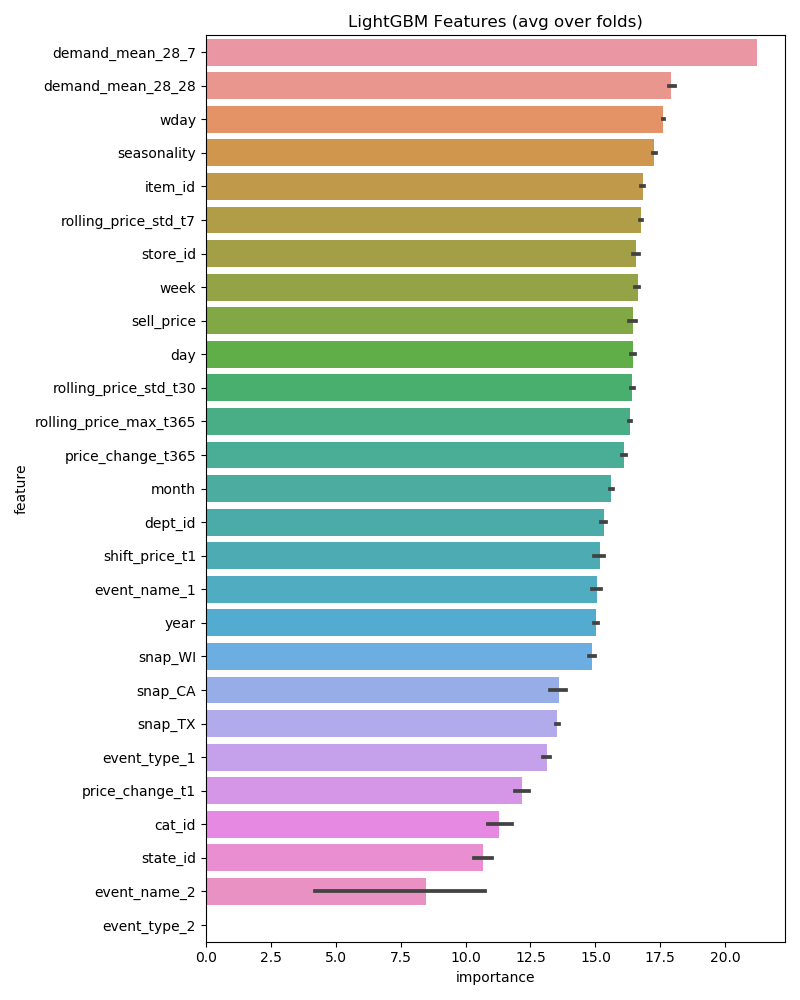 LightGBM Features (avg over folds)
demand_mean_28_7
demand_mean_28_28
wday
seasonality
item_id
rolling_price_std_t7
store_id
week
sell_price
day
rolling_price_std_t30
rolling_price_max_t365
price_change_t365
month
dept_id
shift_price_t1
event_name_1
year
snap_WI
snap_CA
snap_TX
event_type_1
price_change_t1
cat_id
state_id
event_name_2
event_type_2
feature
0.0 2.5 5.0 7.5 10.0 12.5 15.0 17.5 20.0
importance